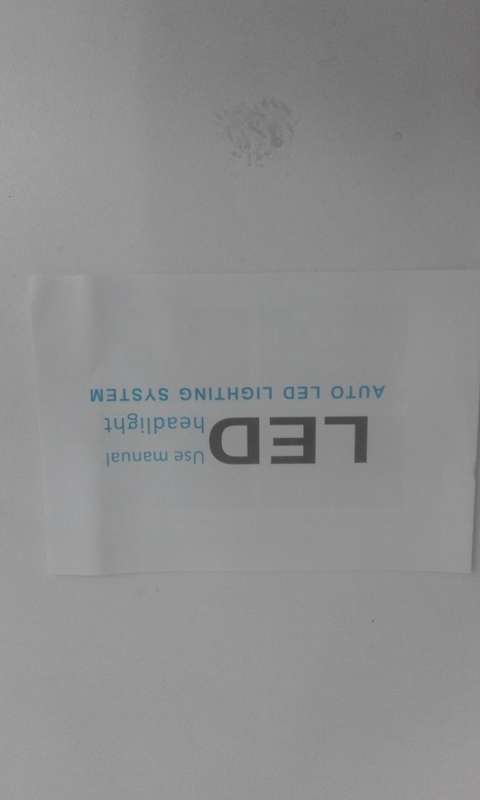 LED Use manual
headlight
AUTO LED LIGHTING SYSTEM